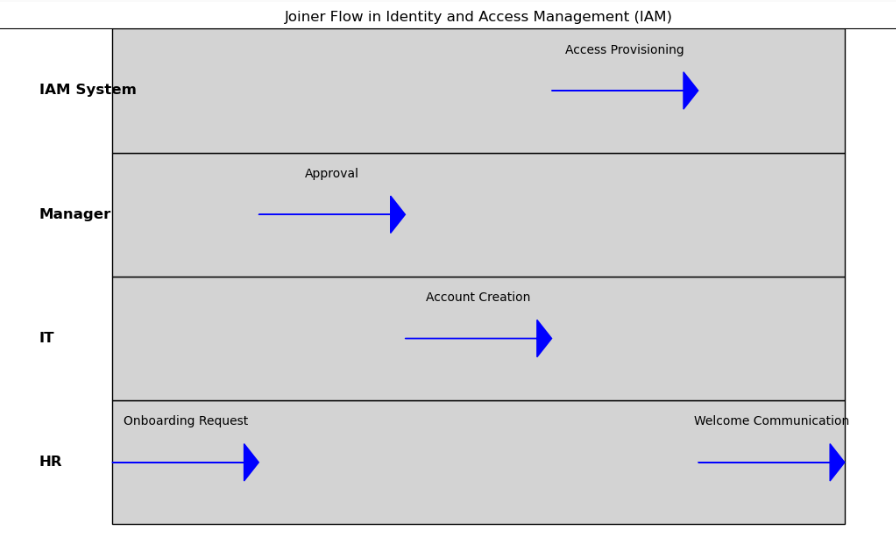 Joiner Flow in Identity and Access Management (IAM)
Access Provisioning
IAM System
Approval
Manager
Account Creation
IT
Onboarding Request
Welcome Communication
HR